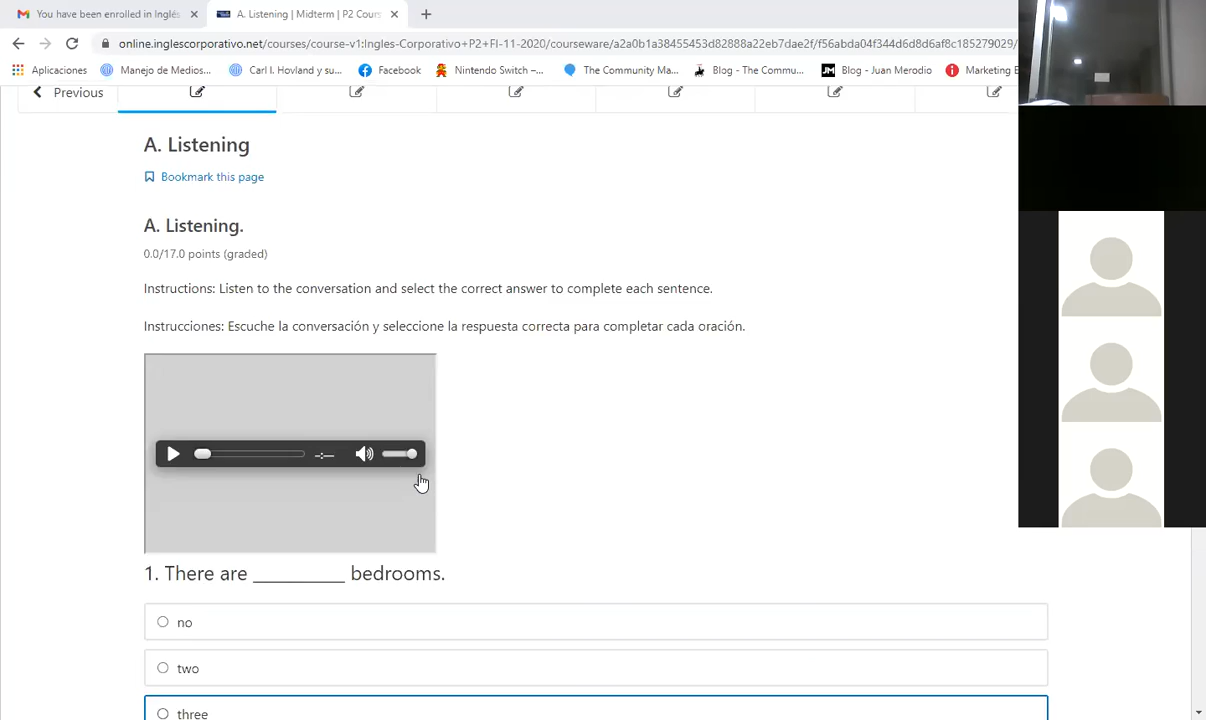 You have been enrolled in Inglés
A. Listening | Midterm | P2 Cours
online.inglescorporativo.net/courses/course-v1:Ingles-Corporativo+P2+FI-11-2020/courseware/a2a0b1a38455453d82888a22eb7dae2f/f56abda04f344d6d8d6af8c185279029/
Aplicaciones
Manejo de Medios...
Carl I. Hovland y su...
Facebook
Nintendo Switch –...
The Community Ma...
Blog - The Commu...
Blog - Juan Merodio
Marketing E
Previous
A. Listening
Bookmark this page
A. Listening.
0.0/17.0 points (graded)
Instructions: Listen to the conversation and select the correct answer to complete each sentence.
Instrucciones: Escuche la conversación y seleccione la respuesta correcta para completar cada oración.
-:--
1. There are __________ bedrooms.
no
two
three